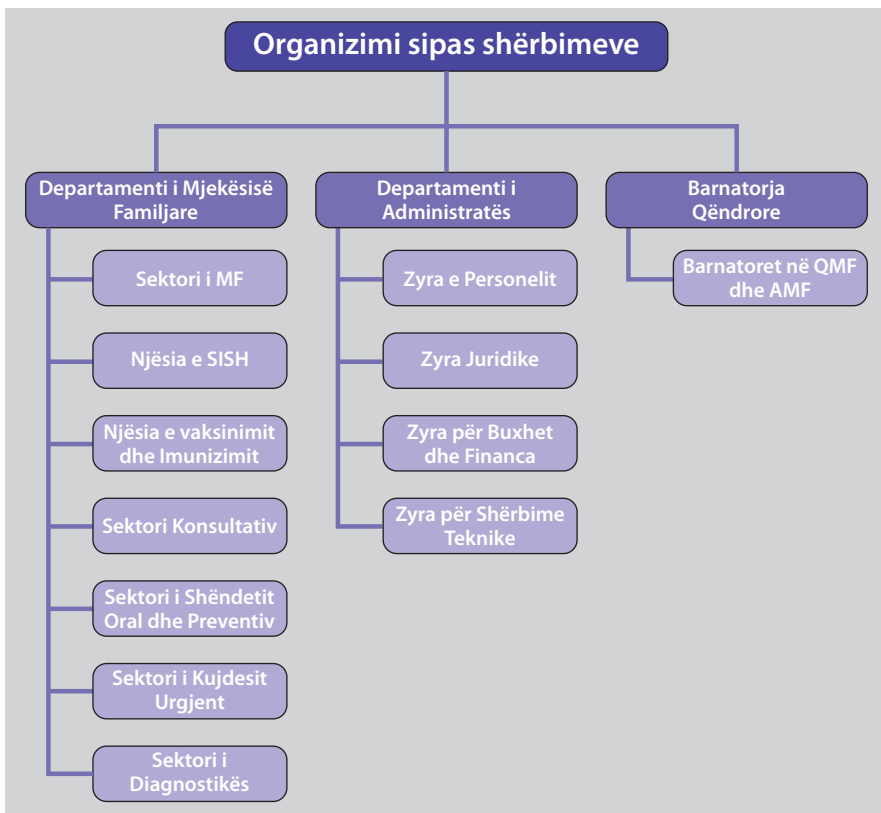 Organizimi sipas shërbimeve
Departamenti i Mjekësisë
Familjare
Sektori i MF
Njësia e SISH
Njësia e vaksinimit
dhe Imunizimit
Sektori Konsultativ
Sektori i Shëndetit
Oral dhe Preventiv
Sektori i Kujdesit
Urgjent
Sektori i
Diagnostikës
Departamenti i
Administratës
Zyra e Personelit
Zyra Juridike
Zyra për Buxhet
dhe Financa
Zyra për Shërbime
Teknike
Barnatorja
Qëndrore
Barnatoret në QMF
dhe AMF